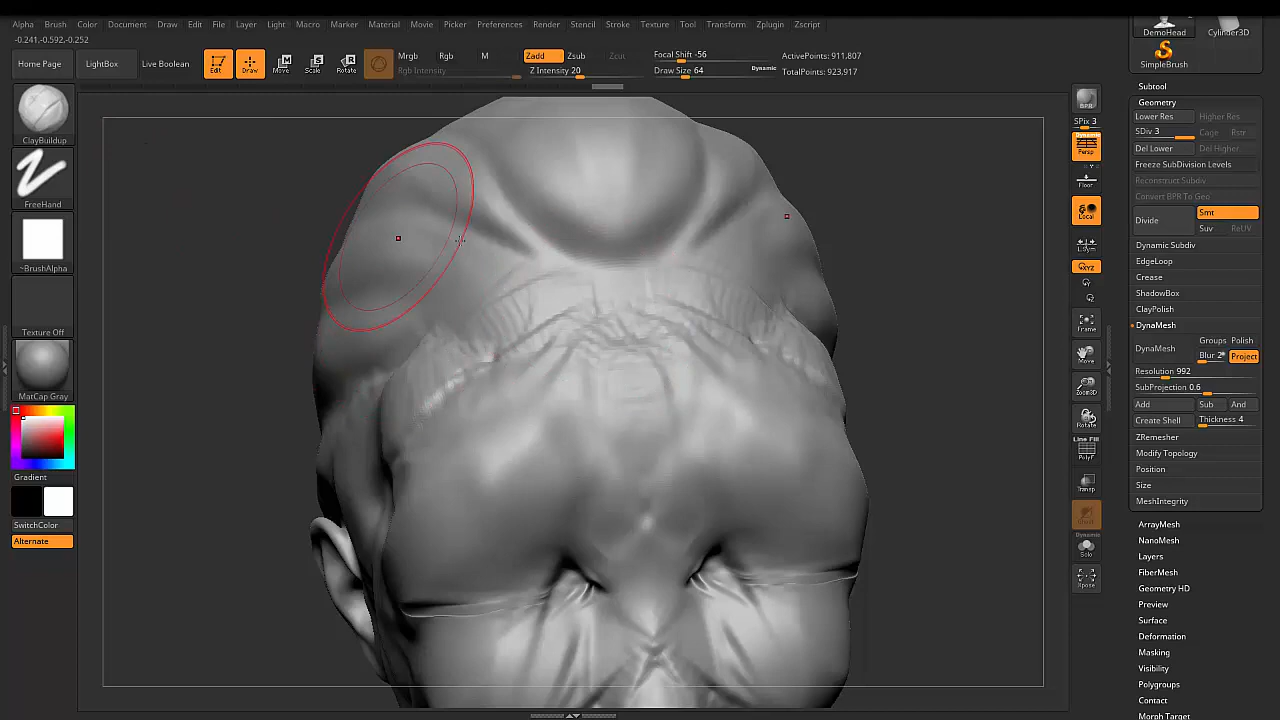 Alpha Brush Color Document Draw Edit File Layer Light Macro Marker Material Movie Picker Preferences Render Stencil Stroke Texture Tool Transform Zplugin Zscript
-0.241,-0.592,-0.252
Home Page LightBox Live Boolean Edit Draw Move Scale Rotate
Mrgb Rgb M
Rgb Intensity
Zadd Zsub Zcut
Z Intensity 20
Focal Shift -56
Draw Size 64 Dynamic
ActivePoints: 911,807
TotalPoints: 923,917
ClayBuildup
FreeHand
~BrushAlpha
Texture Off
MatCap Gray
Gradient
SwitchColor
Alternate
BPR
SPix 3
Dynamic
Persp
Floor
Local
L.Sym
XYZ
Frame
Move
Zoom3D
Rotate
Line Fill
PolyF
Transp
Ghost
Dynamic
Solo
Xpose
DemoHead Cylinder3D
SimpleBrush
Subtool
Geometry
Lower Res Higher Res
SDiv 3 Cage Rstr
Del Lower Del Higher
Freeze SubDivision Levels
Reconstruct Subdiv
Convert BPR To Geo
Divide Smt
Suv ReUV
Dynamic Subdiv
EdgeLoop
Crease
ShadowBox
ClayPolish
DynaMesh
DynaMesh Groups Polish
Blur 2 Project
Resolution 992
SubProjection 0.6
Add Sub And
Create Shell Thickness 4
ZRemesher
Modify Topology
Position
Size
MeshIntegrity
ArrayMesh
NanoMesh
Layers
FiberMesh
Geometry HD
Preview
Surface
Deformation
Masking
Visibility
Polygroups
Contact
Morph Target